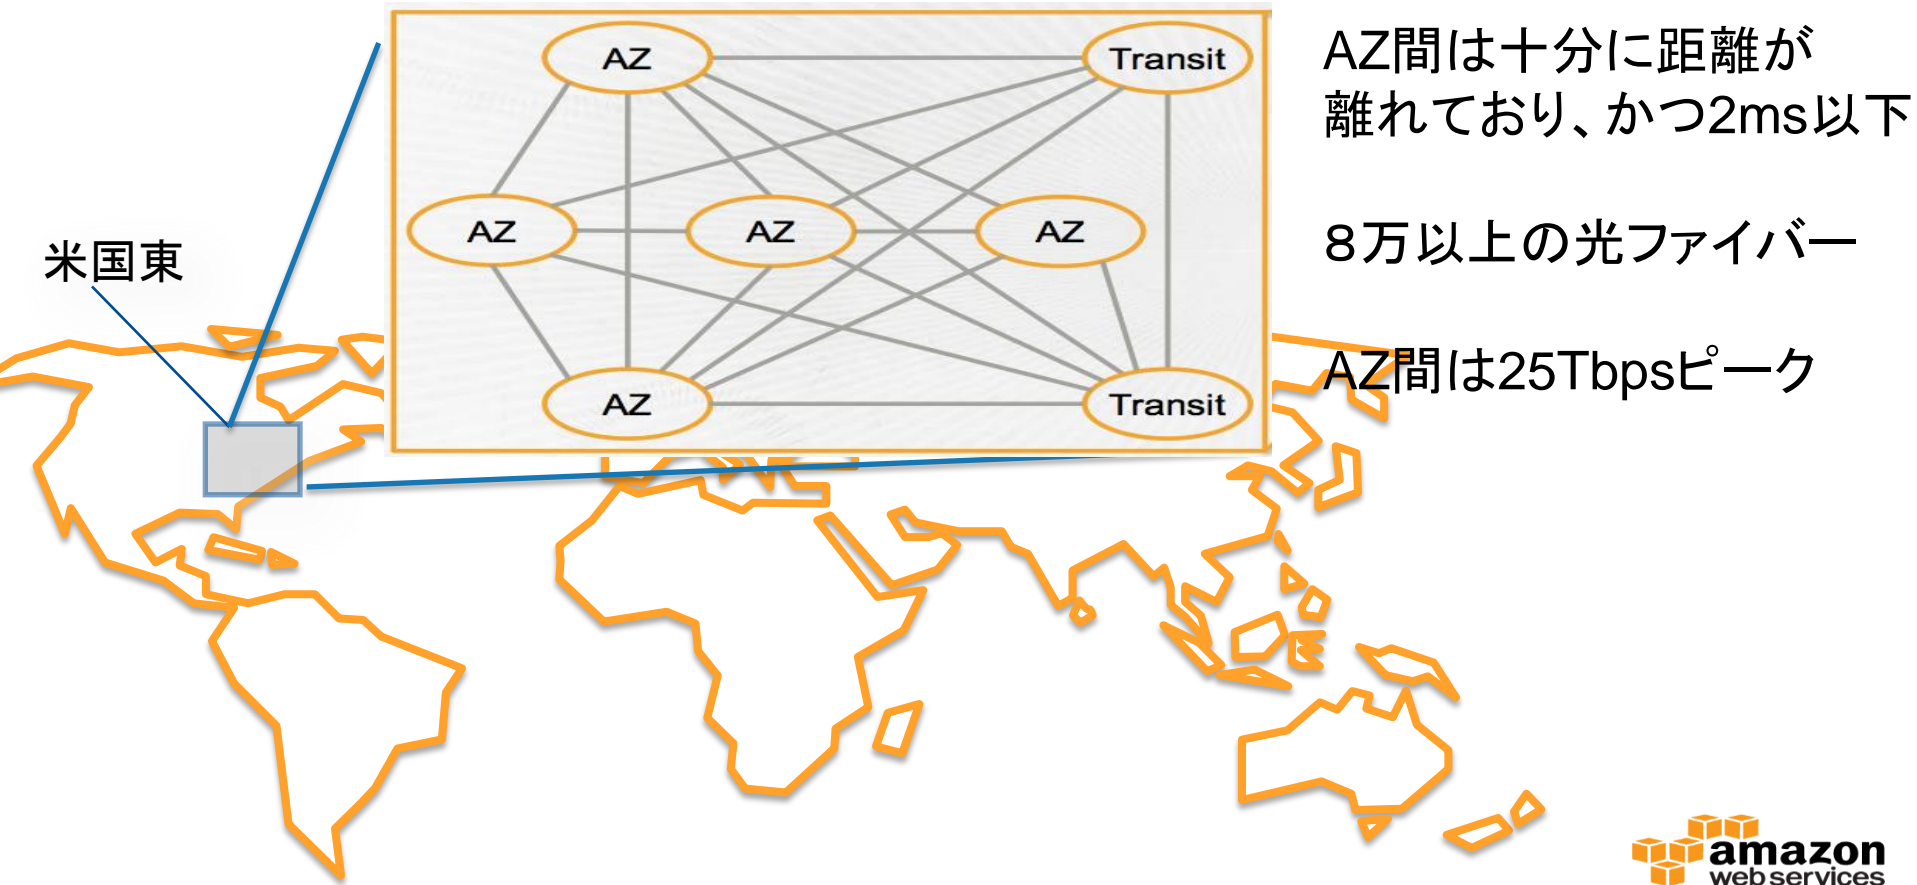 AZ
Transit
AZ
AZ
AZ
AZ
Transit
米国東
AZ間は十分に距離が
離れており、かつ2ms以下
８万以上の光ファイバー
AZ間は25Tbpsピーク
amazon
web services